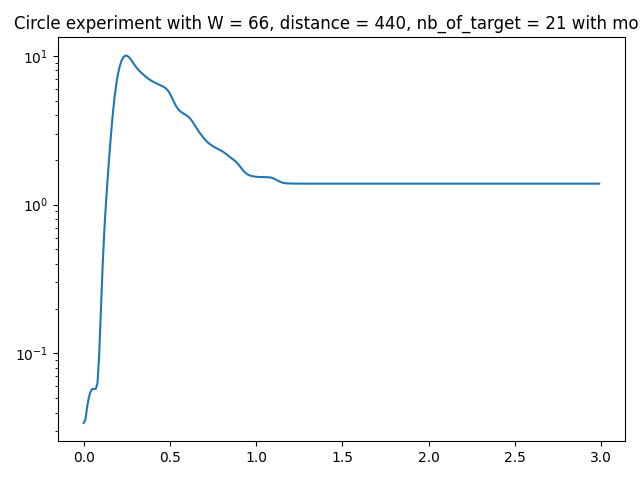 Circle experiment with W = 66, distance = 440, nb_of_target = 21 with mo
10¹
10⁰
10⁻¹
0.0 0.5 1.0 1.5 2.0 2.5 3.0